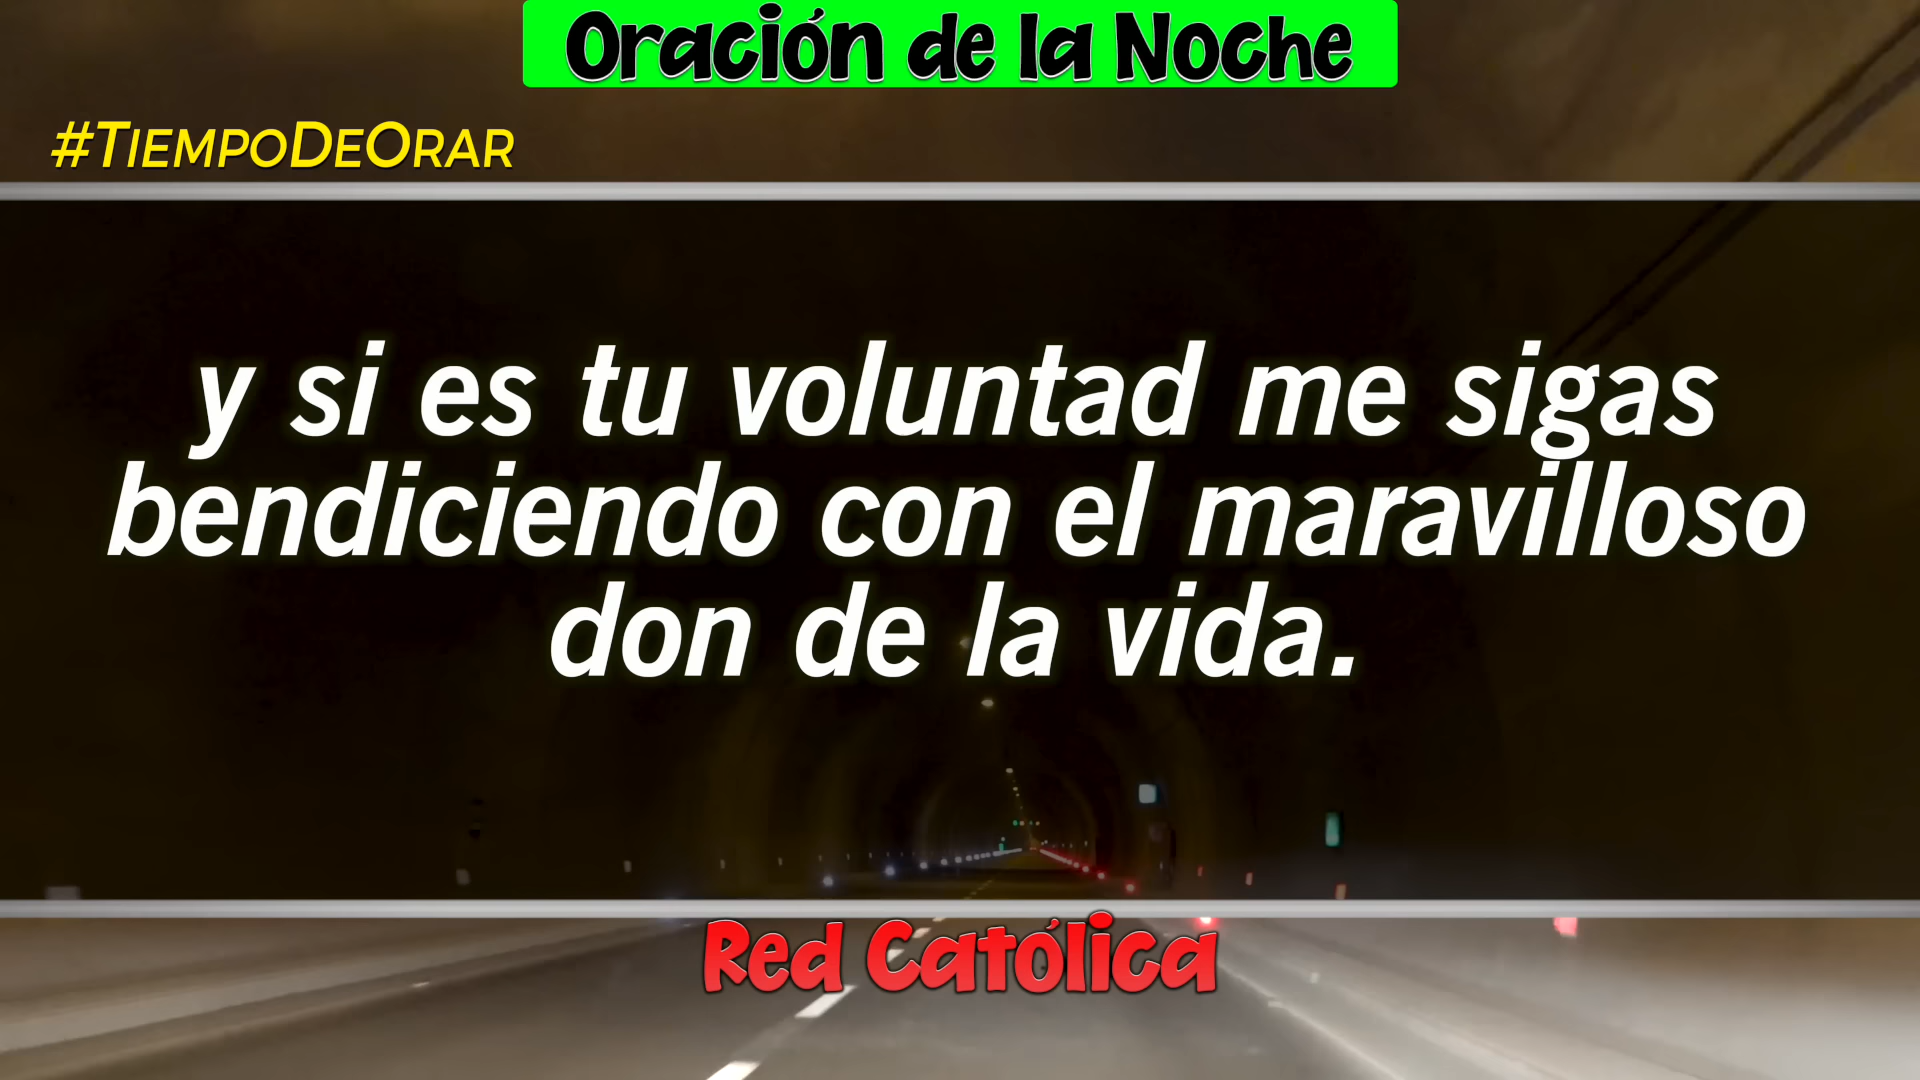 Oración de la Noche
#TiempoDeOrar
y si es tu voluntad me sigas
bendiciendo con el maravilloso
don de la vida.
Red Católica